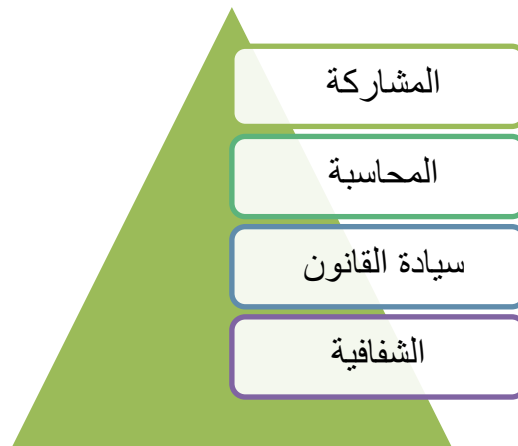 المشاركة
المحاسبة
سيادة القانون
الشفافية